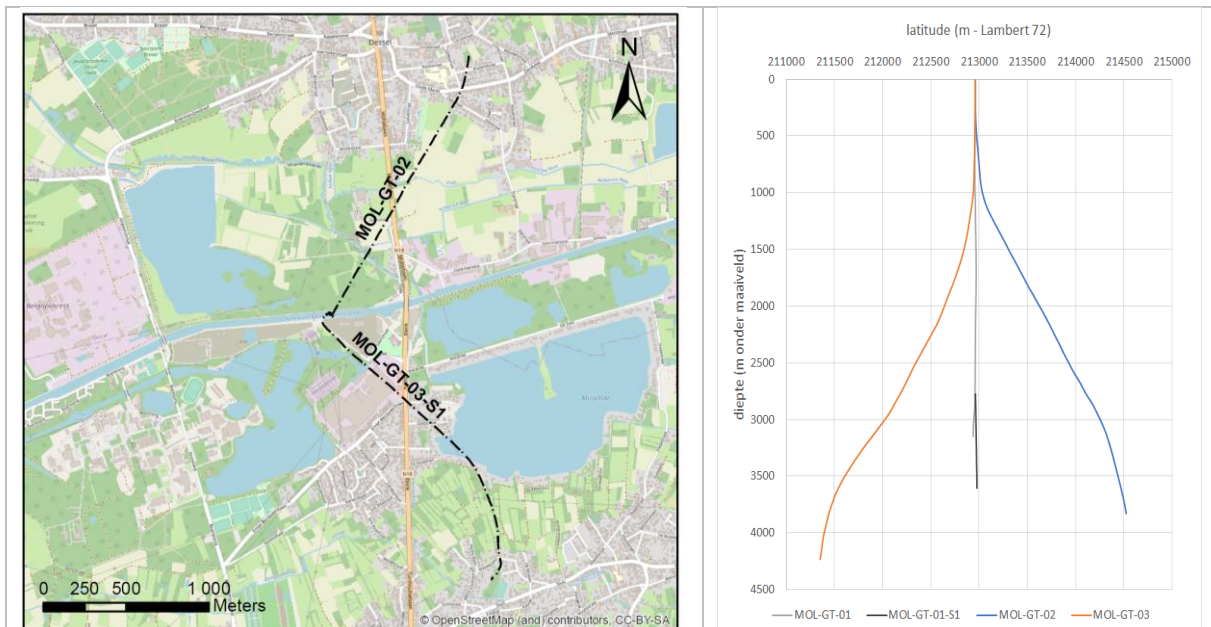 Dessel
N
MOL-GT-02
N18
MOL-GT-03-S1
N18
0 250 500 1 000
Meters
© OpenStreetMap (and) contributors, CC-BY-SA
latitude (m - Lambert 72)
211000 211500 212000 212500 213000 213500 214000 214500 215000
diepte (m onder maaiveld)
0
500
1000
1500
2000
2500
3000
3500
4000
4500
MOL-GT-01 MOL-GT-01-S1 MOL-GT-02 MOL-GT-03